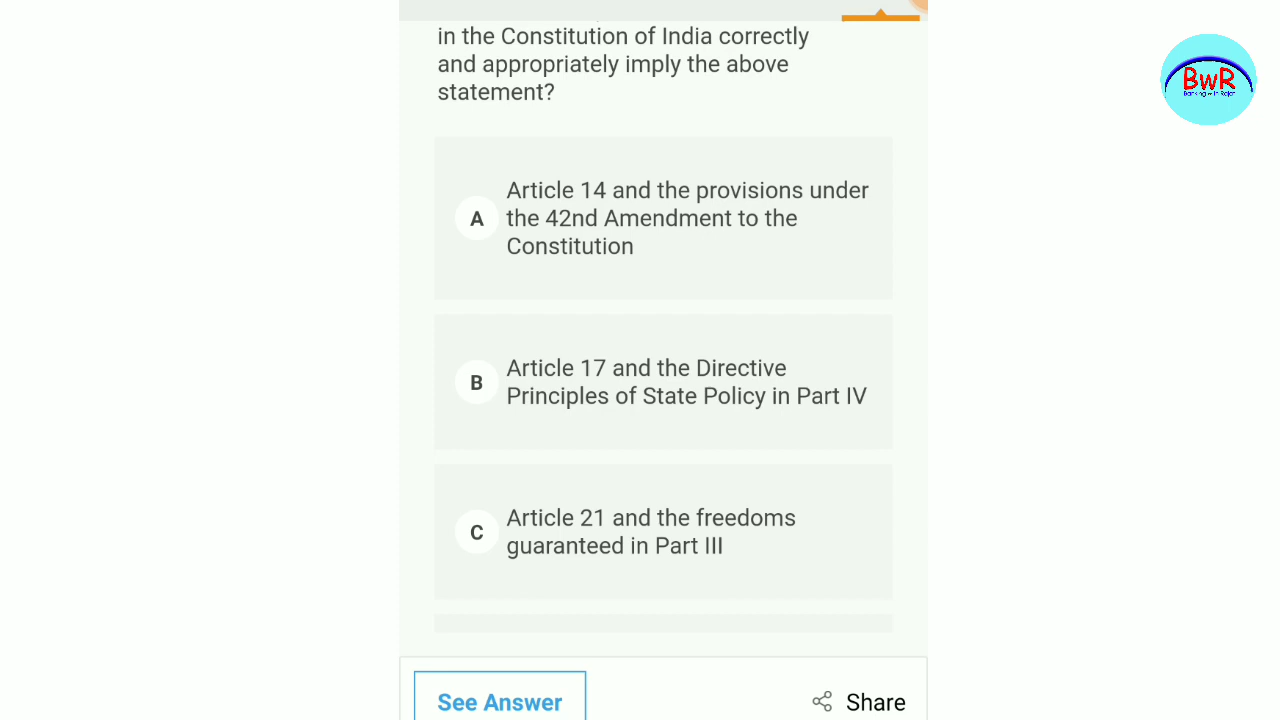 in the Constitution of India correctly
and appropriately imply the above
statement?
A
Article 14 and the provisions under
the 42nd Amendment to the
Constitution
B
Article 17 and the Directive
Principles of State Policy in Part IV
C
Article 21 and the freedoms
guaranteed in Part III
See Answer
Share
BwR